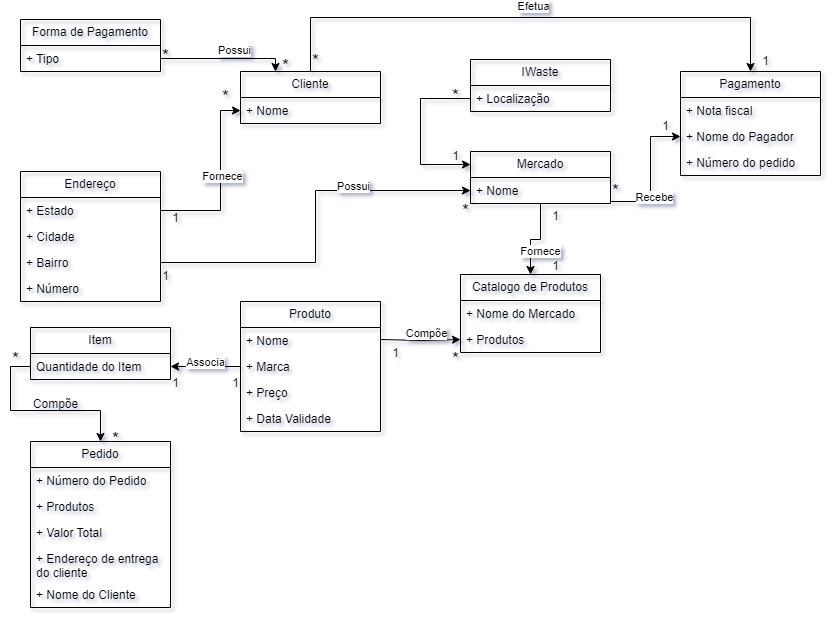 Efetua
Forma de Pagamento
+ Tipo
*
Possui
*
*
1
Cliente
+ Nome
*
IWaste
+ Localização
*
Pagamento
+ Nota fiscal
+ Nome do Pagador
+ Número do pedido
1
1
Mercado
+ Nome
*
*
Recebe
Endereço
+ Estado
+ Cidade
+ Bairro
+ Número
Fornece
1
Possui
1
1
Fornece
1
Catalogo de Produtos
+ Nome do Mercado
+ Produtos
Produto
+ Nome
+ Marca
+ Preço
+ Data Validade
Compõe
1
*
Item
Quantidade do Item
Associa
1
1
*
Compõe
*
Pedido
+ Número do Pedido
+ Produtos
+ Valor Total
+ Endereço de entrega
do cliente
+ Nome do Cliente